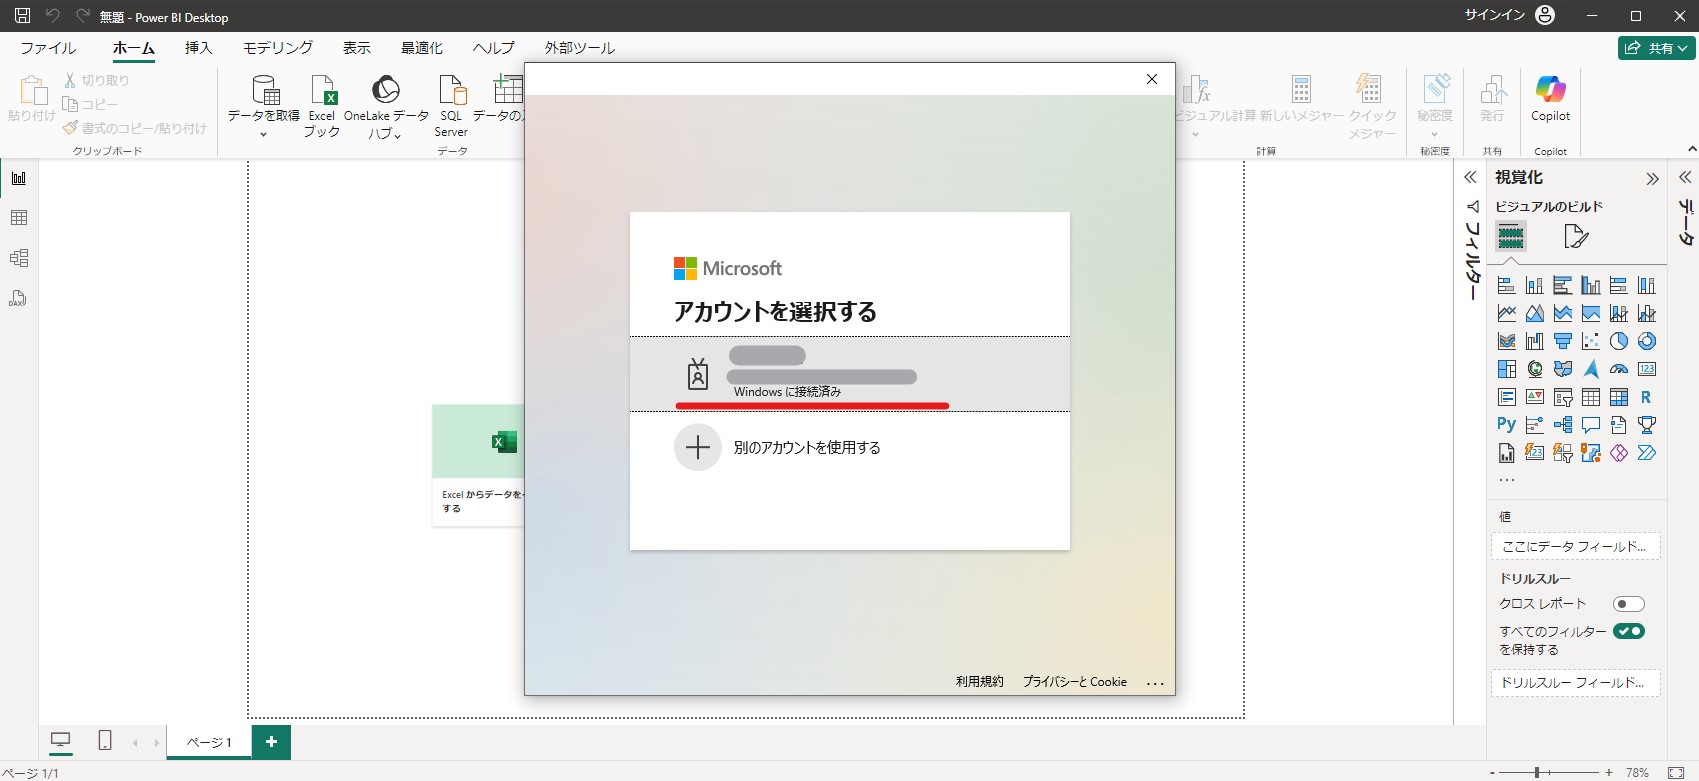 無題 - Power BI Desktop
サインイン
ファイル ホーム 挿入 モデリング 表示 最適化 ヘルプ 外部ツール
共有
貼り付け
切り取り
コピー
書式のコピー/貼り付け
クリップボード
データを取得
Excel
ブック
OneLake データ
ハブ
SQL
Server
データの
データ
ビジュアル計算
新しいメジャー
クイック
メジャー
計算
秘密度
秘密度
発行
共有
Copilot
Copilot
Excel からデータを
する
Microsoft
アカウントを選択する
Windows に接続済み
別のアカウントを使用する
利用規約 プライバシーと Cookie ...
フィルター
視覚化
ビジュアルのビルド
データ
123
R
Py
123
...
値
ここにデータ フィールド...
ドリルスルー
クロス レポート
すべてのフィルター
を保持する
ドリルスルー フィールド...
DAX
ページ 1
ページ 1/1
- + 78%